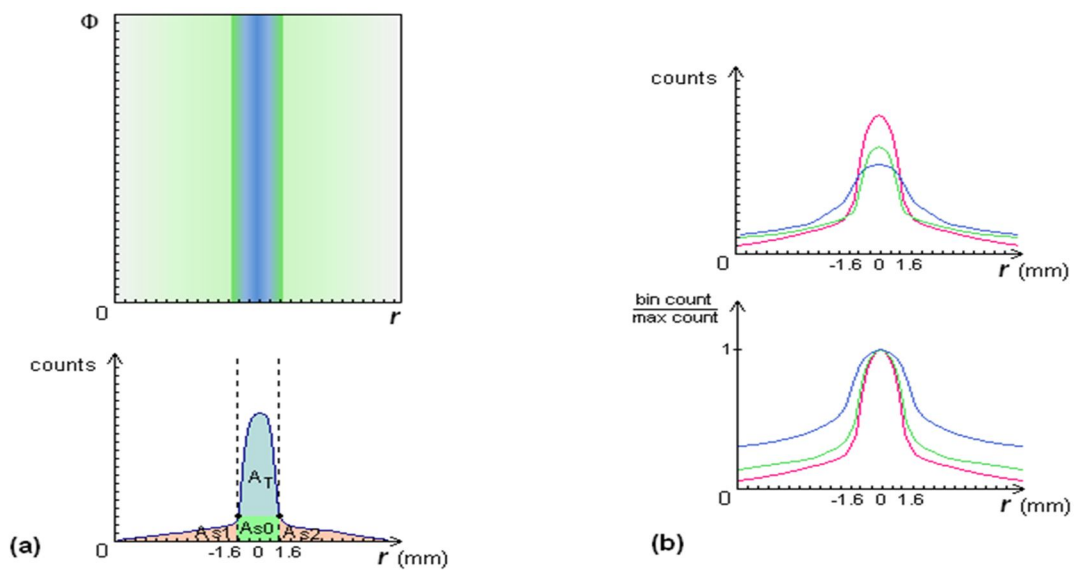 Φ
0
r
counts
A T
As1 As0 As2
0
-1.6 0 1.6
r (mm)
(a)
counts
0
-1.6 0 1.6
r (mm)
bin count
max count
1
0
-1.6 0 1.6
r (mm)
(b)